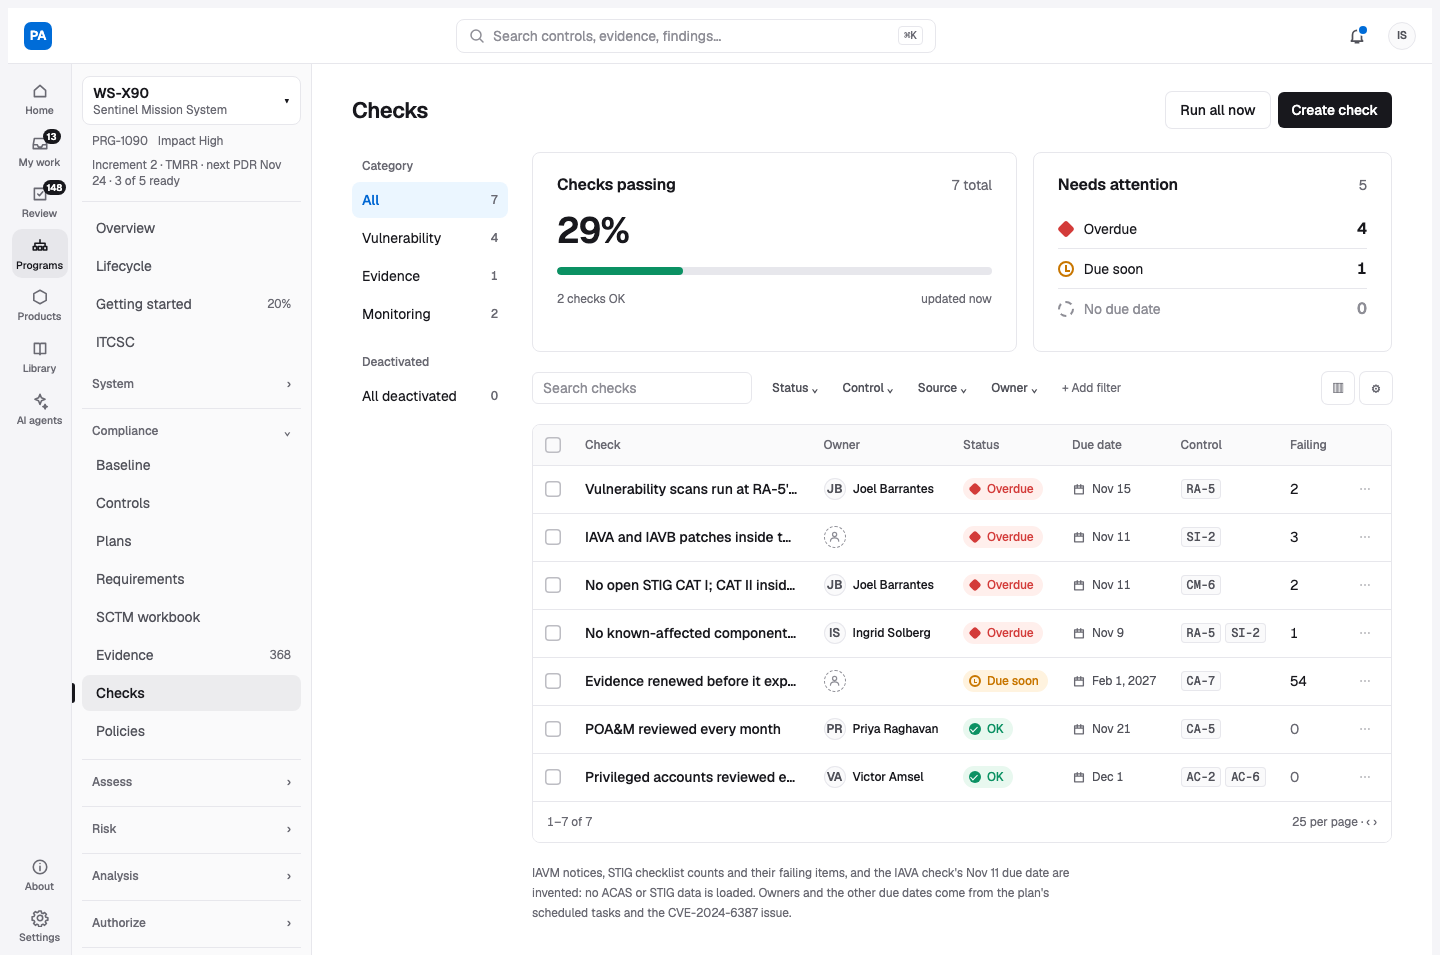 PA
Search controls, evidence, findings...
⌘K
IS
Home
13
My work
148
Review
Programs
Products
Library
AI agents
About
Settings
WS-X90
Sentinel Mission System
PRG-1090 Impact High
Increment 2 · TMRR · next PDR Nov
24 · 3 of 5 ready
Overview
Lifecycle
Getting started 20%
ITCSC
System
Compliance
Baseline
Controls
Plans
Requirements
SCTM workbook
Evidence 368
Checks
Policies
Assess
Risk
Analysis
Authorize
Checks
Run all now
Create check
Category
All 7
Vulnerability 4
Evidence 1
Monitoring 2
Deactivated
All deactivated 0
Checks passing 7 total
29%
2 checks OK updated now
Needs attention 5
Overdue 4
Due soon 1
No due date 0
Search checks
Status Control Source Owner + Add filter
Check Owner Status Due date Control Failing
Vulnerability scans run at RA-5'... JB Joel Barrantes Overdue Nov 15 RA-5 2 ...
IAVA and IAVB patches inside t... Overdue Nov 11 SI-2 3 ...
No open STIG CAT I; CAT II insid... JB Joel Barrantes Overdue Nov 11 CM-6 2 ...
No known-affected component... IS Ingrid Solberg Overdue Nov 9 RA-5 SI-2 1 ...
Evidence renewed before it exp... Due soon Feb 1, 2027 CA-7 54 ...
POA&M reviewed every month PR Priya Raghavan OK Nov 21 CA-5 0 ...
Privileged accounts reviewed e... VA Victor Amsel OK Dec 1 AC-2 AC-6 0 ...
1–7 of 7 25 per page · ‹ ›
IAVM notices, STIG checklist counts and their failing items, and the IAVA check's Nov 11 due date are
invented: no ACAS or STIG data is loaded. Owners and the other due dates come from the plan's
scheduled tasks and the CVE-2024-6387 issue.